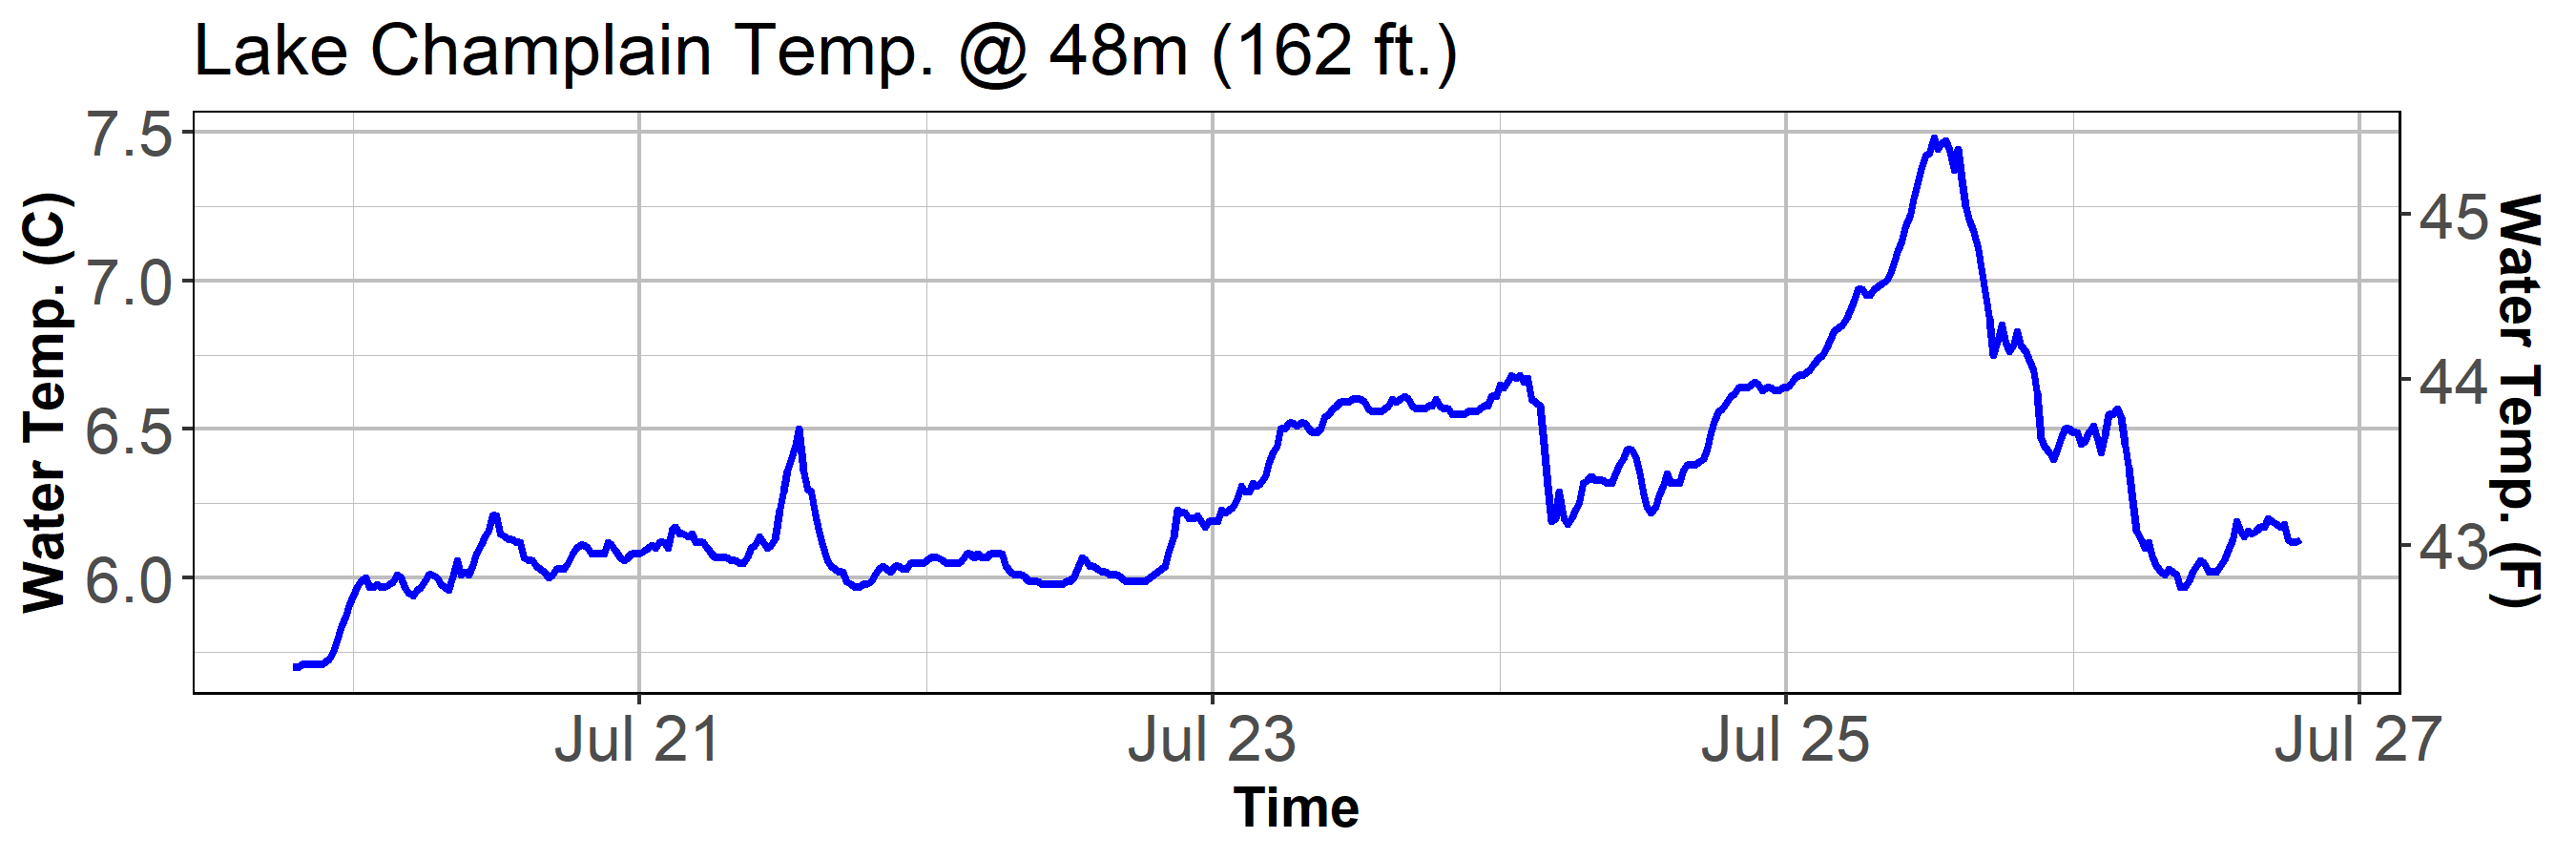 Lake Champlain Temp. @ 48m (162 ft.)
Water Temp. (C)
7.5
7.0
6.5
6.0
45
44
43
Water Temp. (F)
Jul 21 Jul 23 Jul 25 Jul 27
Time